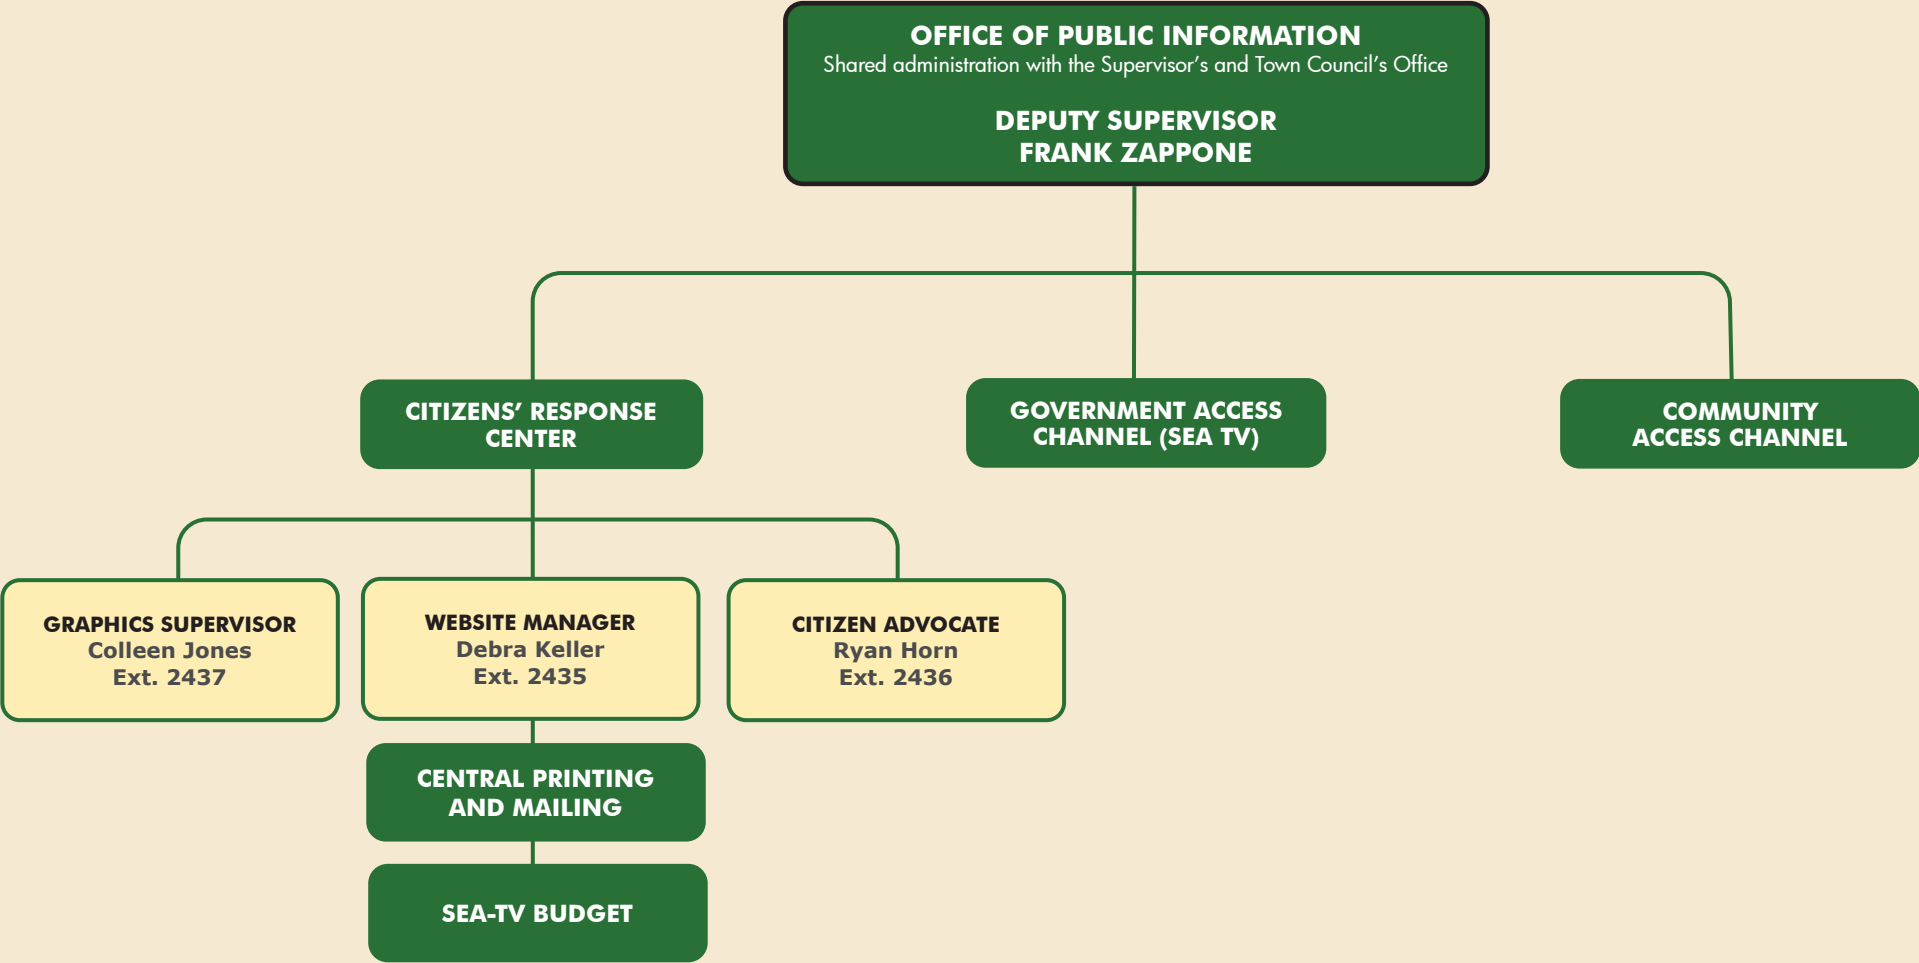 OFFICE OF PUBLIC INFORMATION
Shared administration with the Supervisor’s and Town Council’s Office
DEPUTY SUPERVISOR
FRANK ZAPPONE
CITIZENS’ RESPONSE
CENTER
GOVERNMENT ACCESS
CHANNEL (SEA TV)
COMMUNITY
ACCESS CHANNEL
GRAPHICS SUPERVISOR
Colleen Jones
Ext. 2437
WEBSITE MANAGER
Debra Keller
Ext. 2435
CITIZEN ADVOCATE
Ryan Horn
Ext. 2436
CENTRAL PRINTING
AND MAILING
SEA-TV BUDGET